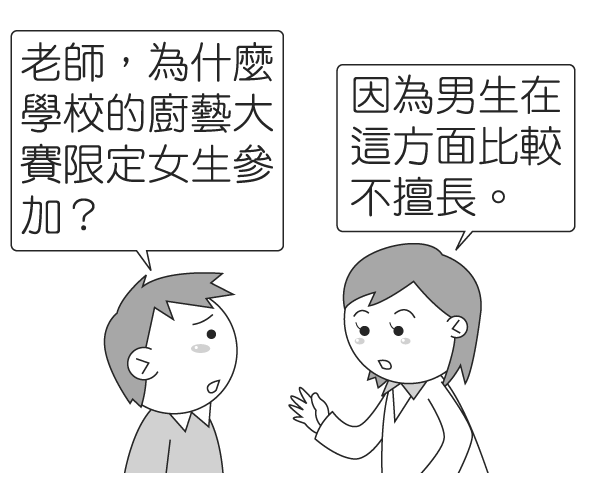 老師，為什麼
學校的廚藝大
賽限定女生參
加？
因為男生在
這方面比較
不擅長。